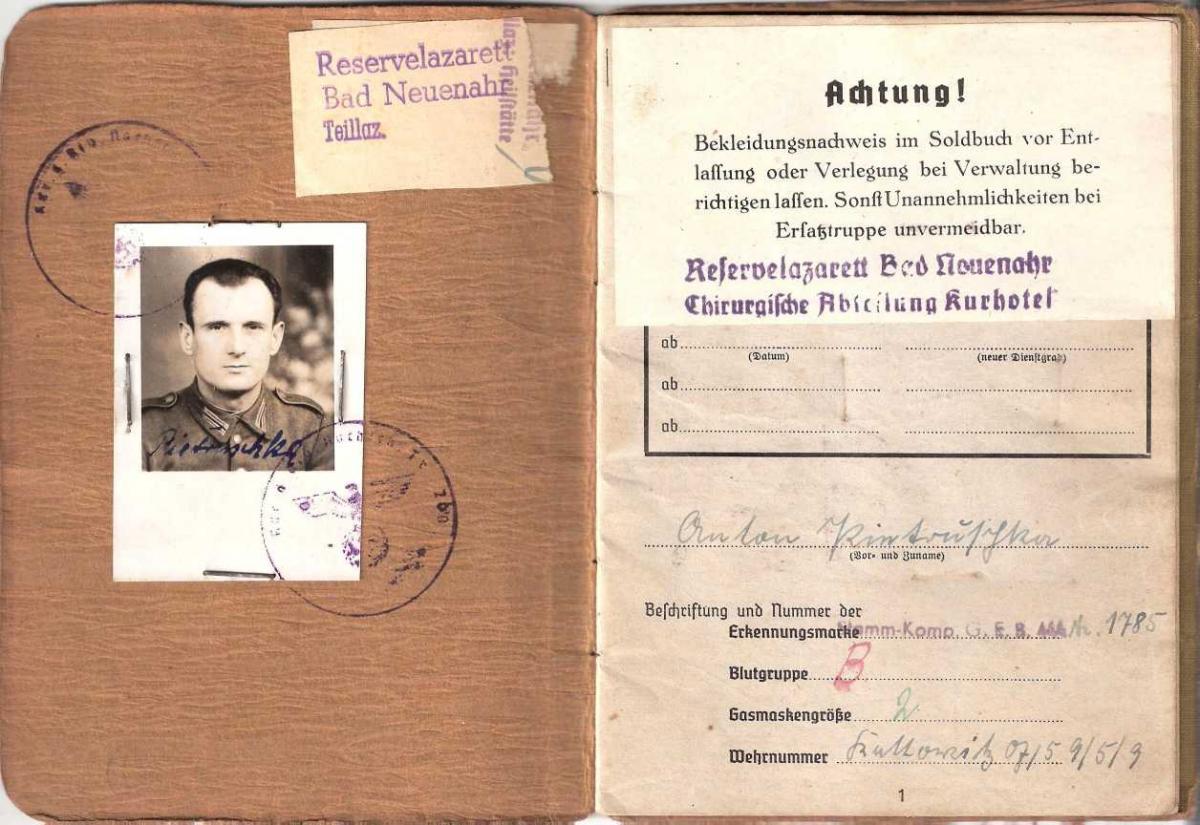 Reservelazarett
Bad Neuenahr
Teillaz.
Pietruschka
Achtung!
Bekleidungsnachweis im Soldbuch vor Ent-
laſſung oder Verlegung bei Verwaltung be-
richtigen laſſen. Sonſt Unannehmlichkeiten bei
Erſatztruppe unvermeidbar.
Reſervelazarett Bad Neuenahr
Chirurgiſche Abteilung Kurhotel
ab
(Datum) (neuer Dienſtgrad)
ab
ab
Anton Pietruſchka
(Vor- und Zuname)
Beſchriftung und Nummer der
Erkennungsmarke Stamm-Komp. G. E. B. Nr. 1785
Blutgruppe B
Gasmaskengröße 2
Wehrnummer Kattowitz 07/5 9/5/9
1